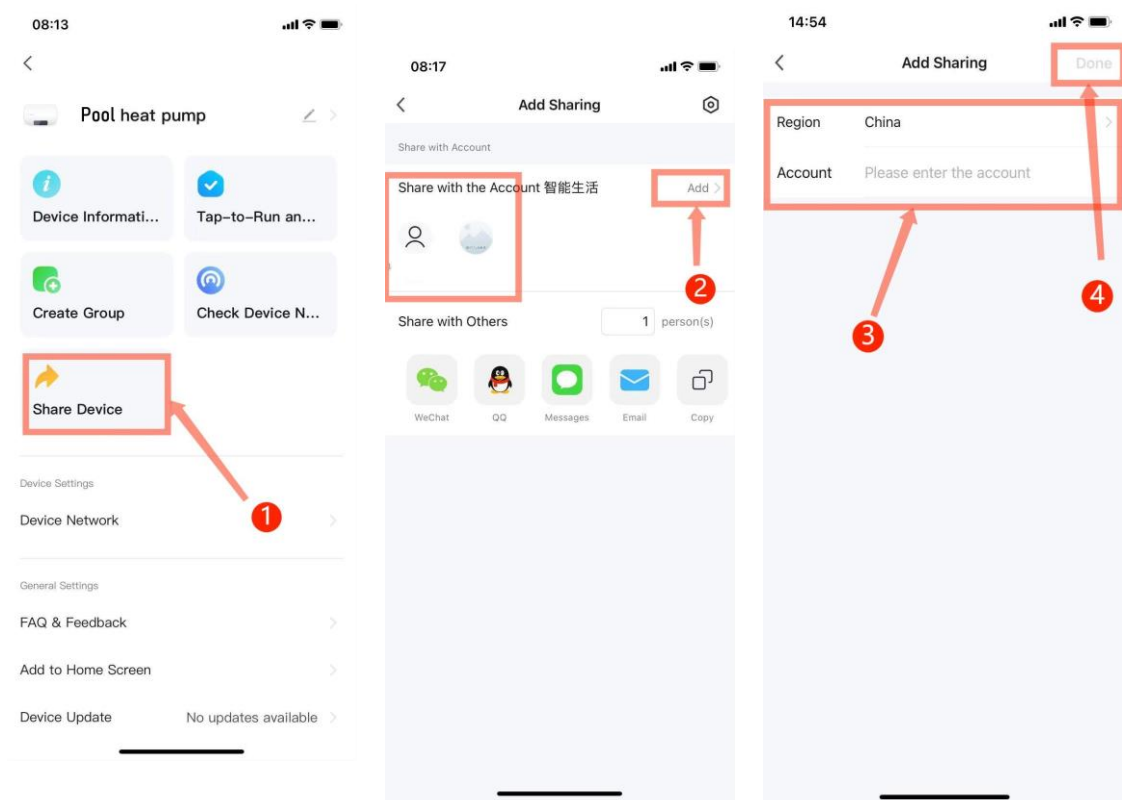 08:13
Pool heat pump
Device Informati...
Tap-to-Run an...
Create Group
Check Device N...
Share Device
1
Device Settings
Device Network
General Settings
FAQ & Feedback
Add to Home Screen
Device Update No updates available
08:17
Add Sharing
Share with Account
Share with the Account 智能生活 Add
2
Share with Others 1 person(s)
WeChat QQ Messages Email Copy
14:54
Add Sharing Done
Region China
Account Please enter the account
3
4